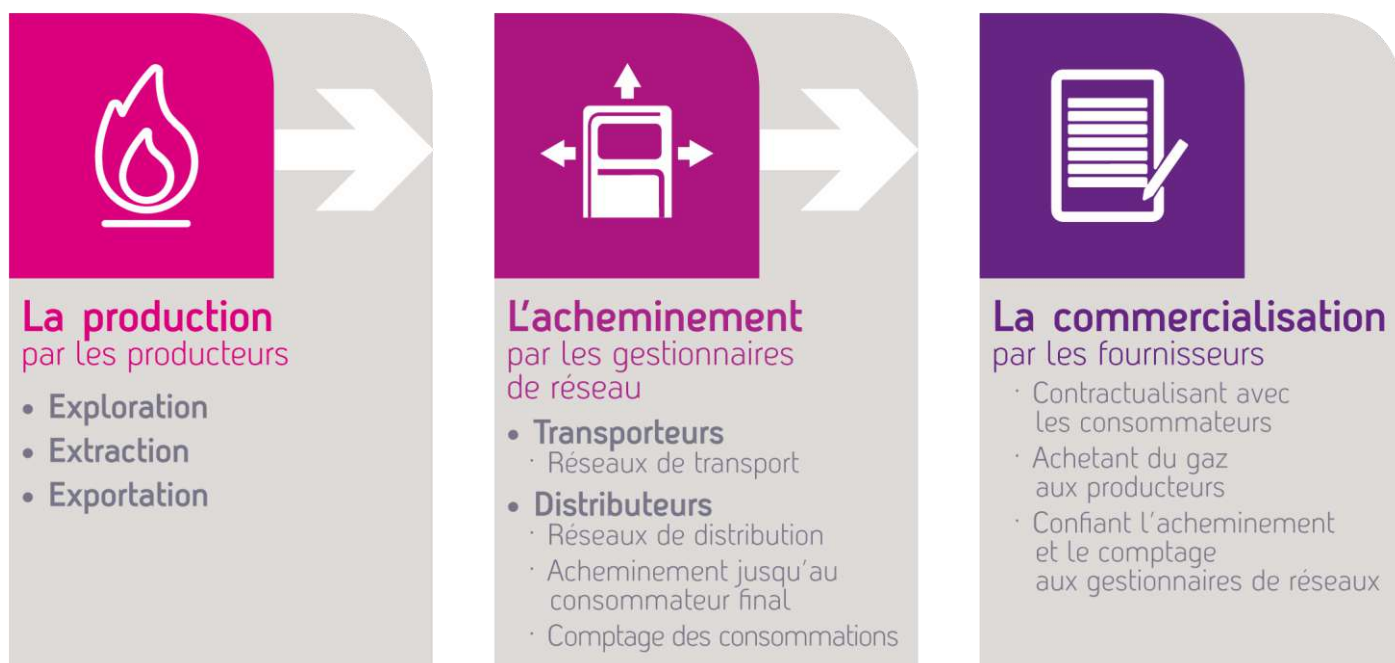 La production
par les producteurs
• Exploration
• Extraction
• Exportation
L'acheminement
par les gestionnaires
de réseau
• Transporteurs
· Réseaux de transport
• Distributeurs
· Réseaux de distribution
· Acheminement jusqu'au
consommateur final
· Comptage des consommations
La commercialisation
par les fournisseurs
· Contractualisant avec
les consommateurs
· Achetant du gaz
aux producteurs
· Confiant l'acheminement
et le comptage
aux gestionnaires de réseaux